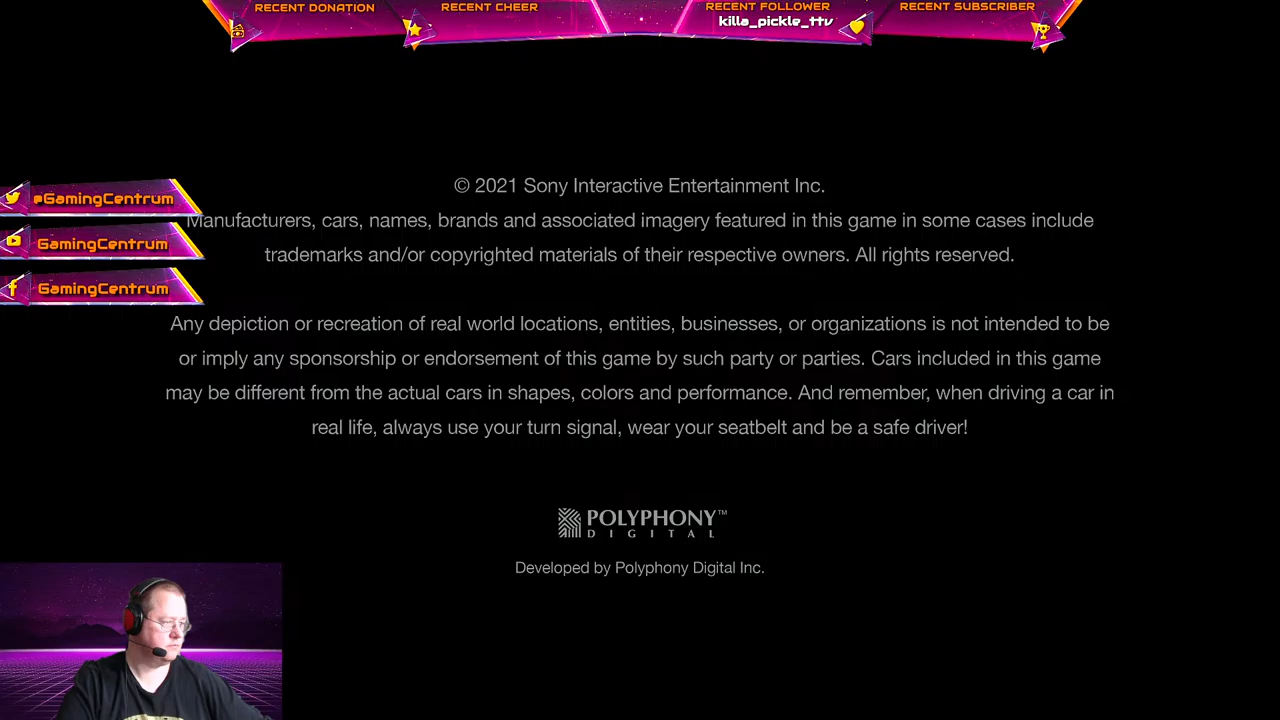 RECENT DONATION
RECENT CHEER
RECENT FOLLOWER
killa_pickle_ttv
RECENT SUBSCRIBER
© 2021 Sony Interactive Entertainment Inc.
Manufacturers, cars, names, brands and associated imagery featured in this game in some cases include
trademarks and/or copyrighted materials of their respective owners. All rights reserved.
@GamingCentrum
GamingCentrum
GamingCentrum
Any depiction or recreation of real world locations, entities, businesses, or organizations is not intended to be
or imply any sponsorship or endorsement of this game by such party or parties. Cars included in this game
may be different from the actual cars in shapes, colors and performance. And remember, when driving a car in
real life, always use your turn signal, wear your seatbelt and be a safe driver!
POLYPHONY™
DIGITAL
Developed by Polyphony Digital Inc.